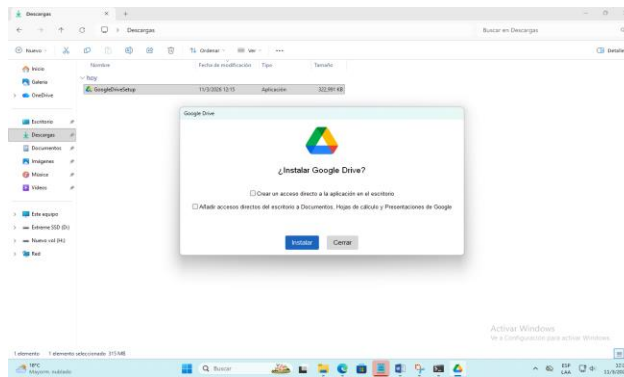 Descargas
Descargas
Buscar en Descargas
Nuevo
Ordenar
Ver
Detalle
Nombre
Fecha de modificación
Tipo
Tamaño
Inicio
Galería
OneDrive
hoy
GoogleDriveSetup
11/3/2026 12:15
Aplicación
322,991 KB
Escritorio
Descargas
Documentos
Imágenes
Música
Vídeos
Este equipo
Extreme SSD (D:)
Nuevo vol (H:)
Red
Google Drive
¿Instalar Google Drive?
Crear un acceso directo a la aplicación en el escritorio
Añadir accesos directos del escritorio a Documentos, Hojas de cálculo y Presentaciones de Google
Instalar
Cerrar
Activar Windows
Ve a Configuración para activar Windows.
1 elemento
1 elemento seleccionado
315 MB
16°C
Mayorm. nublado
Buscar
ESP
LAA